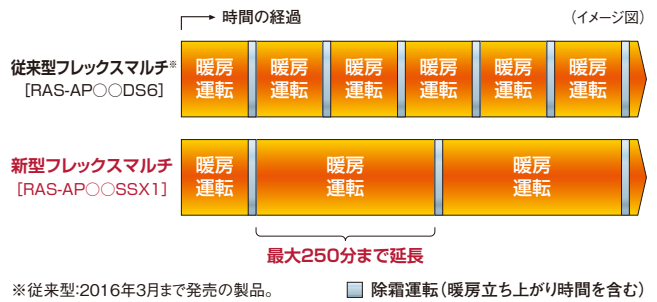 時間の経過
（イメージ図）
従来型フレックスマルチ※
[RAS-AP○○DS6]
暖房
運転
暖房
運転
暖房
運転
暖房
運転
暖房
運転
暖房
運転
新型フレックスマルチ
[RAS-AP○○SSX1]
暖房
運転
暖房
運転
暖房
運転
最大250分まで延長
※従来型:2016年3月まで発売の製品。
除霜運転（暖房立ち上がり時間を含む）